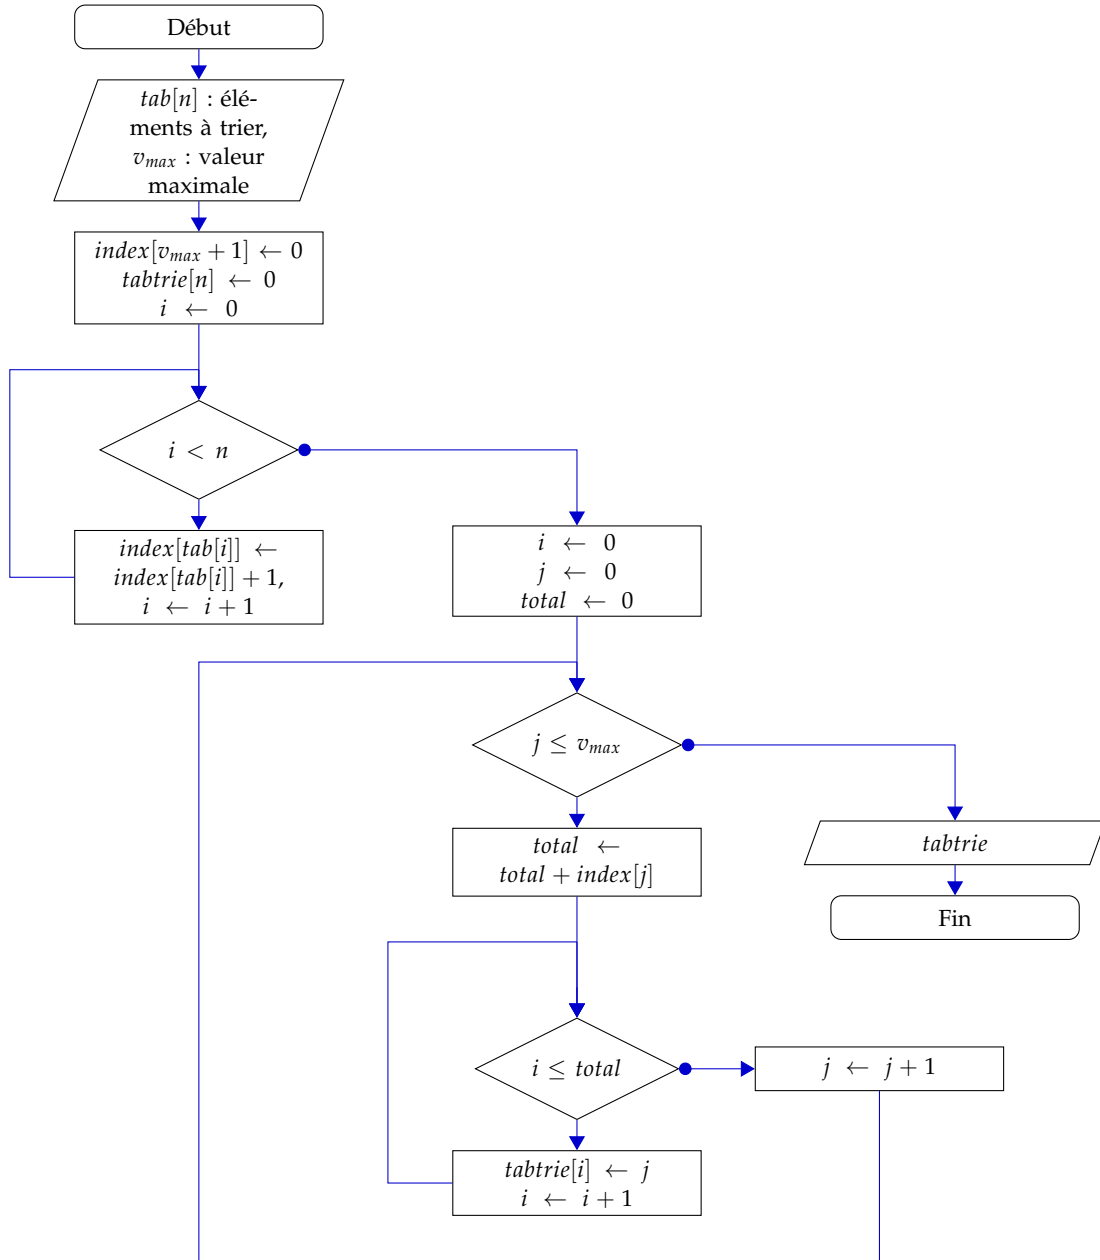 Début
tab[n] : élé-
ments à trier,
v_max : valeur
maximale
index[v_max + 1] ← 0
tabtrie[n] ← 0
i ← 0
i < n
index[tab[i]] ←
index[tab[i]] + 1,
i ← i + 1
i ← 0
j ← 0
total ← 0
j ≤ v_max
total ←
total + index[j]
tabtrie
Fin
i ≤ total
j ← j + 1
tabtrie[i] ← j
i ← i + 1